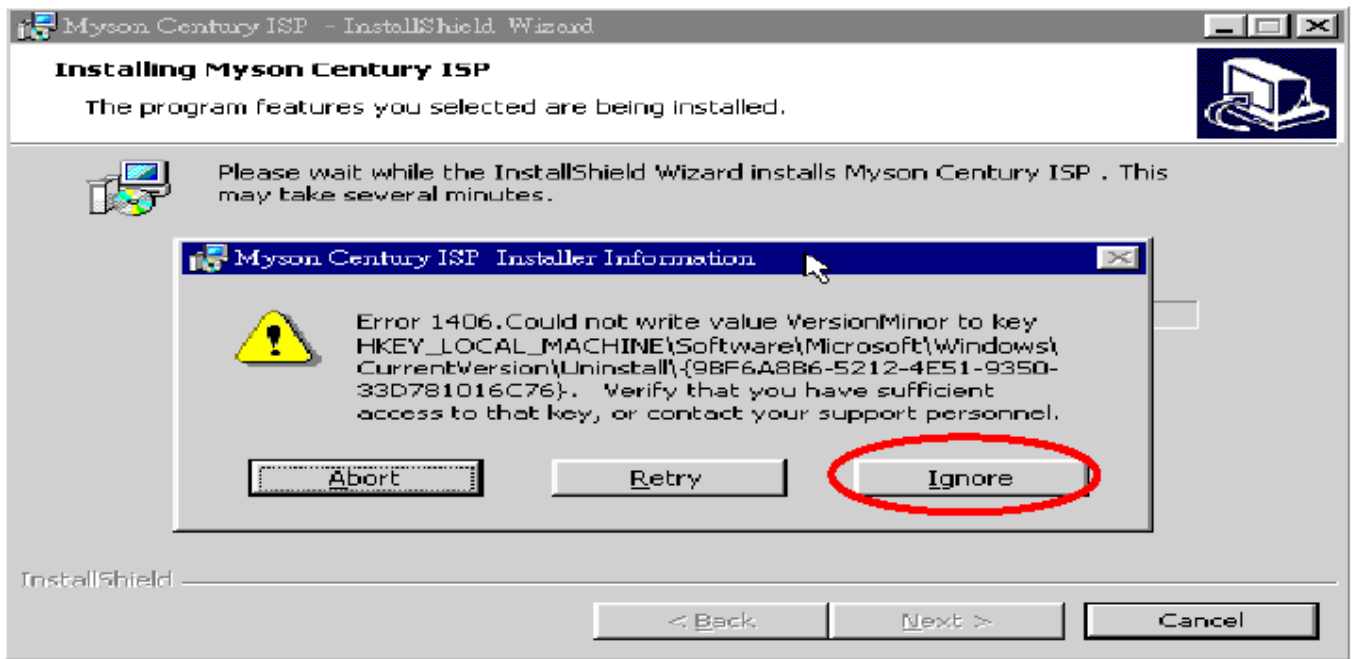 Myson Century ISP - InstallShield Wizard
Installing Myson Century ISP
The program features you selected are being installed.
Please wait while the InstallShield Wizard installs Myson Century ISP . This
may take several minutes.
Myson Century ISP Installer Information
Error 1406.Could not write value VersionMinor to key
HKEY_LOCAL_MACHINE\Software\Microsoft\Windows\
CurrentVersion\Uninstall\{9BF6A8B6-5212-4E51-9350-
33D781016C76}. Verify that you have sufficient
access to that key, or contact your support personnel.
Abort Retry Ignore
InstallShield
< Back Next > Cancel